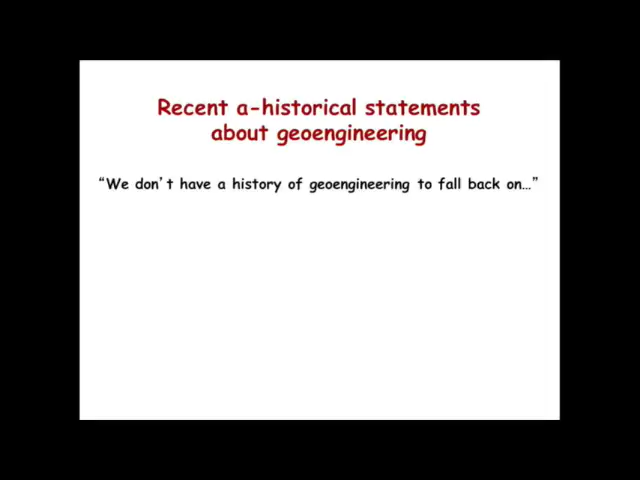 Recent a-historical statements
about geoengineering
“We don’t have a history of geoengineering to fall back on…”